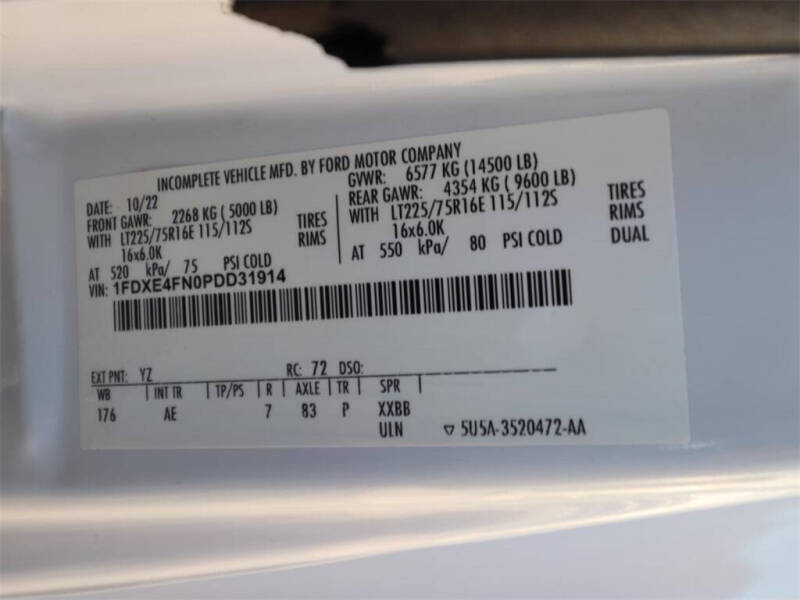 INCOMPLETE VEHICLE MFD. BY FORD MOTOR COMPANY
DATE: 10/22 GVWR: 6577 KG (14500 LB)
FRONT GAWR: 2268 KG ( 5000 LB) REAR GAWR: 4354 KG ( 9600 LB)
WITH LT225/75R16E 115/112S TIRES WITH LT225/75R16E 115/112S TIRES
16x6.0K RIMS 16x6.0K RIMS
AT 520 kPa/ 75 PSI COLD AT 550 kPa/ 80 PSI COLD DUAL
VIN: 1FDXE4FN0PDD31914
EXT PNT: YZ RC: 72 DSO:
WB | INT TR | TP/PS | R | AXLE | TR | SPR |
176 AE 7 83 P XXBB
ULN ▽ 5U5A-3520472-AA